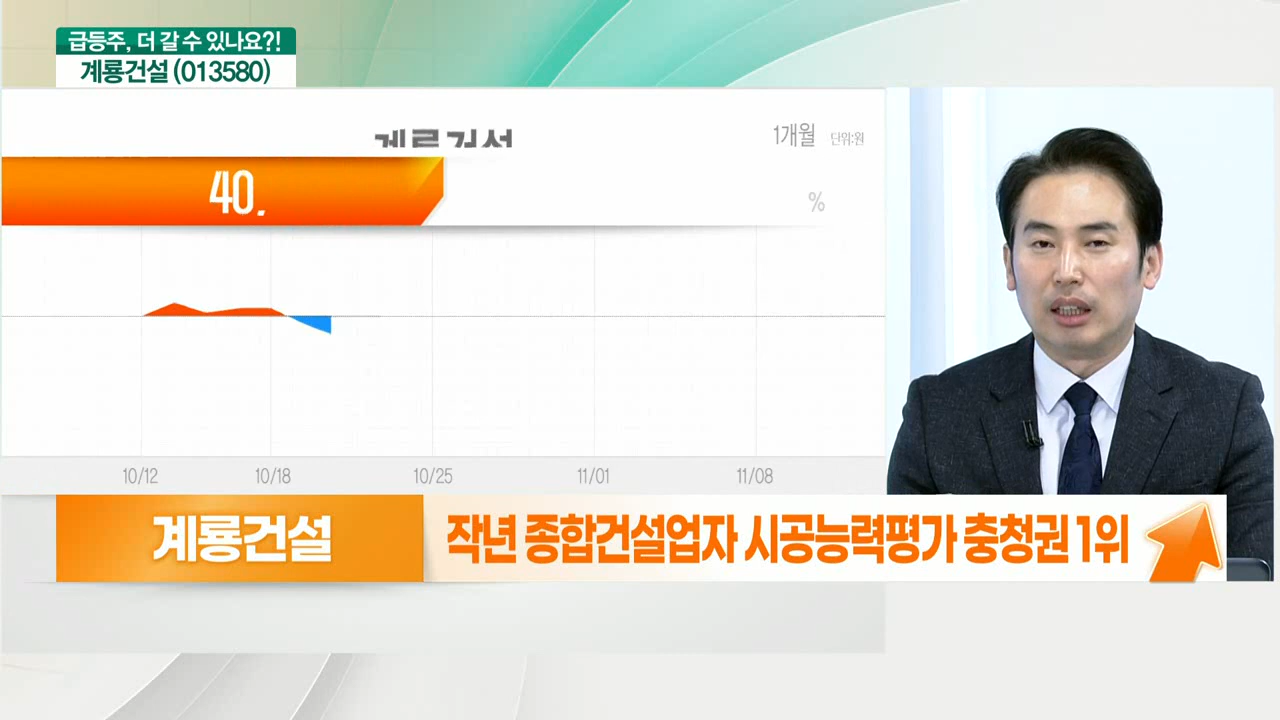 급등주, 더 갈 수 있나요?!
계룡건설 (013580)
1개월
단위:원
40.
%
10/12
10/18
10/25
11/01
11/08
계룡건설
작년 종합건설업자 시공능력평가 충청권 1위